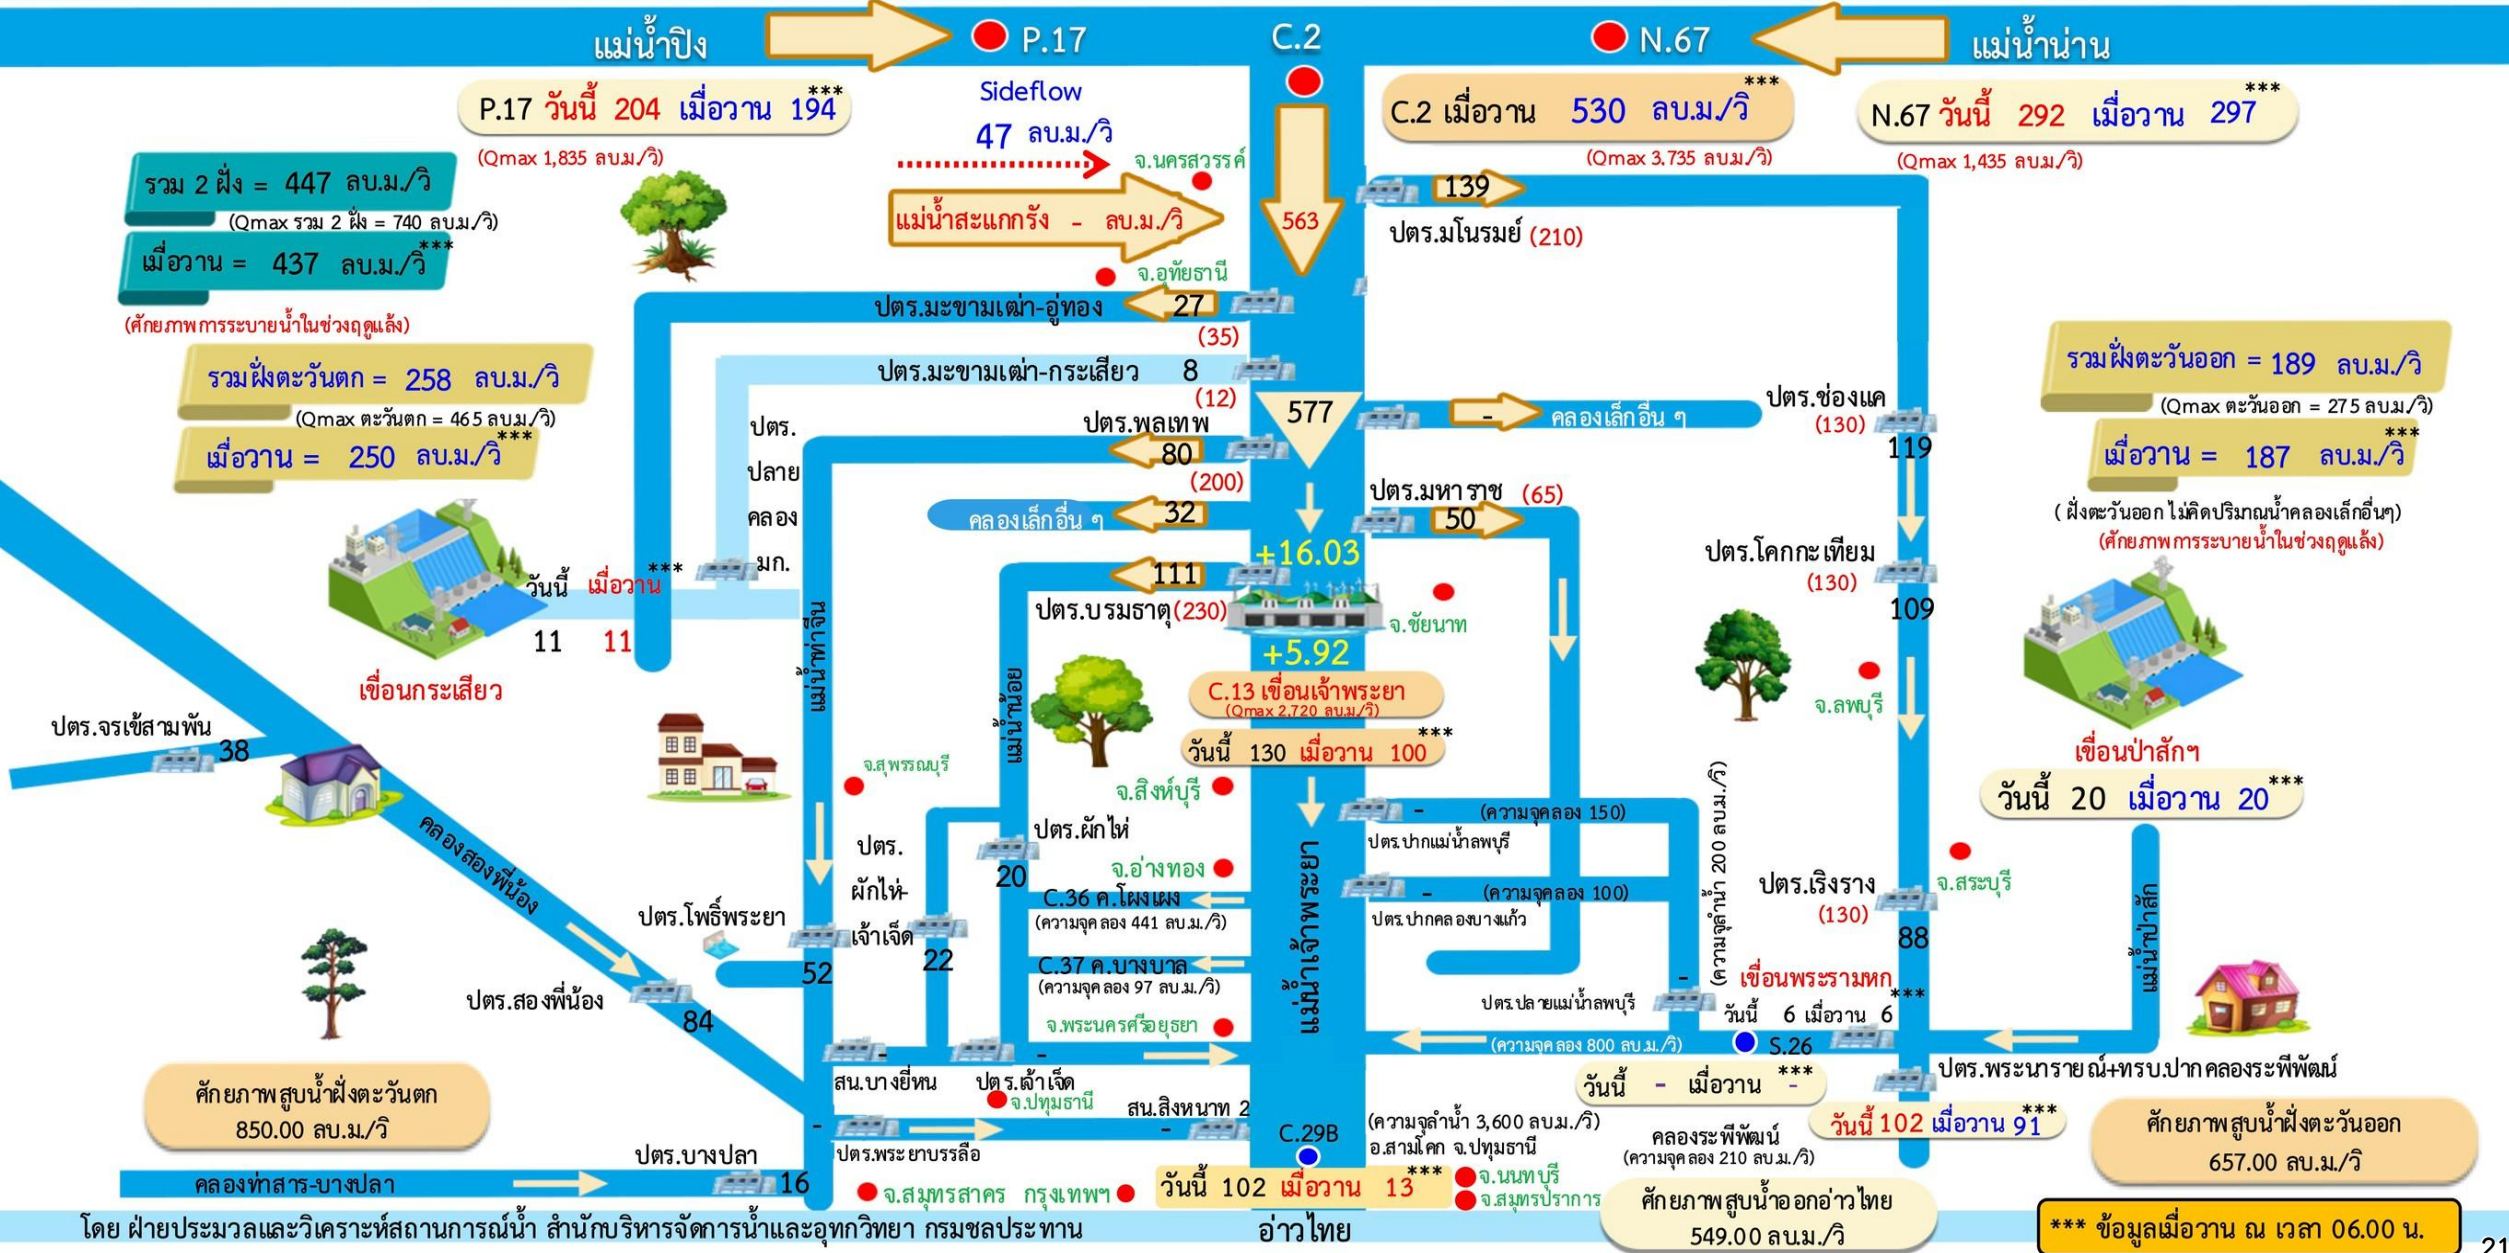 แม่น้ำปิง
P.17
C.2
N.67
แม่น้ำน่าน
P.17 วันนี้ 204 เมื่อวาน 194***
(Qmax 1,835 ลบ.ม./วิ)
Sideflow
47 ลบ.ม./วิ
C.2 เมื่อวาน 530 ลบ.ม./วิ***
(Qmax 3,735 ลบ.ม./วิ)
N.67 วันนี้ 292 เมื่อวาน 297***
(Qmax 1,435 ลบ.ม./วิ)
รวม 2 ฝั่ง = 447 ลบ.ม./วิ
(Qmax รวม 2 ฝั่ง = 740 ลบ.ม./วิ)
เมื่อวาน = 437 ลบ.ม./วิ***
(ศักยภาพการระบายน้ำในช่วงฤดูแล้ง)
รวมฝั่งตะวันตก = 258 ลบ.ม./วิ
(Qmax ตะวันตก = 465 ลบ.ม./วิ)
เมื่อวาน = 250 ลบ.ม./วิ***
จ.นครสวรรค์
แม่น้ำสะแกกรัง - ลบ.ม./วิ
563
139
ปตร.มโนรมย์ (210)
จ.อุทัยธานี
ปตร.มะขามเฒ่า-อู่ทอง 27
(35)
ปตร.มะขามเฒ่า-กระเสียว 8
(12)
577
- คลองเล็กอื่น ๆ
ปตร.ช่องแค
(130)
119
รวมฝั่งตะวันออก = 189 ลบ.ม./วิ
(Qmax ตะวันออก = 275 ลบ.ม./วิ)
เมื่อวาน = 187 ลบ.ม./วิ***
( ฝั่งตะวันออก ไม่คิดปริมาณน้ำคลองเล็กอื่นๆ)
(ศักยภาพการระบายน้ำในช่วงฤดูแล้ง)
ปตร.พลเทพ
80
(200)
ปตร.
ปลาย
คลอง
มก.
คลองเล็กอื่น ๆ 32
ปตร.มหาราช (65)
50
+16.03
111
ปตร.บรมธาตุ(230)
จ.ชัยนาท
+5.92
ปตร.โคกกะเทียม
(130)
109
วันนี้ เมื่อวาน***
11 11
เขื่อนกระเสียว
แม่น้ำท่าจีน
แม่น้ำน้อย
C.13 เขื่อนเจ้าพระยา
(Qmax 2,720 ลบ.ม./วิ)
วันนี้ 130 เมื่อวาน 100***
จ.ลพบุรี
เขื่อนป่าสักฯ
วันนี้ 20 เมื่อวาน 20***
ปตร.จรเข้สามพัน
38
จ.สุพรรณบุรี
จ.สิงห์บุรี
- (ความจุคลอง 150)
ปตร.ปากแม่น้ำลพบุรี
(ความจุลำน้ำ 200 ลบ.ม./วิ)
คลองสองพี่น้อง
ปตร.ผักไห่
20
จ.อ่างทอง
ปตร.
ผักไห่-
เจ้าเจ็ด
22
C.36 ค.โผงเผง
(ความจุคลอง 441 ลบ.ม./วิ)
แม่น้ำเจ้าพระยา
- (ความจุคลอง 100)
ปตร.ปากคลองบางแก้ว
ปตร.เริงราง
(130)
88
จ.สระบุรี
แม่น้ำป่าสัก
ปตร.โพธิ์พระยา
52
C.37 ค.บางบาล
(ความจุคลอง 97 ลบ.ม./วิ)
ปตร.สองพี่น้อง
84
จ.พระนครศรีอยุธยา
-
ปตร.ปลายแม่น้ำลพบุรี
เขื่อนพระรามหก
วันนี้ 6 เมื่อวาน 6***
(ความจุคลอง 800 ลบ.ม./วิ)
S.26
วันนี้ - เมื่อวาน -***
ปตร.พระนารายณ์+ทรบ.ปากคลองระพีพัฒน์
วันนี้ 102 เมื่อวาน 91***
-
สน.บางยี่หน
-
ปตร.เจ้าเจ็ด
จ.ปทุมธานี
ศักยภาพสูบน้ำฝั่งตะวันตก
850.00 ลบ.ม./วิ
-
ปตร.พระยาบรรลือ
สน.สิงหนาท 2
-
C.29B
(ความจุลำน้ำ 3,600 ลบ.ม./วิ)
อ.สามโคก จ.ปทุมธานี
คลองระพีพัฒน์
(ความจุคลอง 210 ลบ.ม./วิ)
ศักยภาพสูบน้ำฝั่งตะวันออก
657.00 ลบ.ม./วิ
ปตร.บางปลา
คลองท่าสาร-บางปลา
16
จ.สมุทรสาคร
กรุงเทพฯ
วันนี้ 102 เมื่อวาน 13***
จ.นนทบุรี
จ.สมุทรปราการ
ศักยภาพสูบน้ำออกอ่าวไทย
549.00 ลบ.ม./วิ
โดย ฝ่ายประมวลและวิเคราะห์สถานการณ์น้ำ สำนักบริหารจัดการน้ำและอุทกวิทยา กรมชลประทาน
อ่าวไทย
*** ข้อมูลเมื่อวาน ณ เวลา 06.00 น.
21